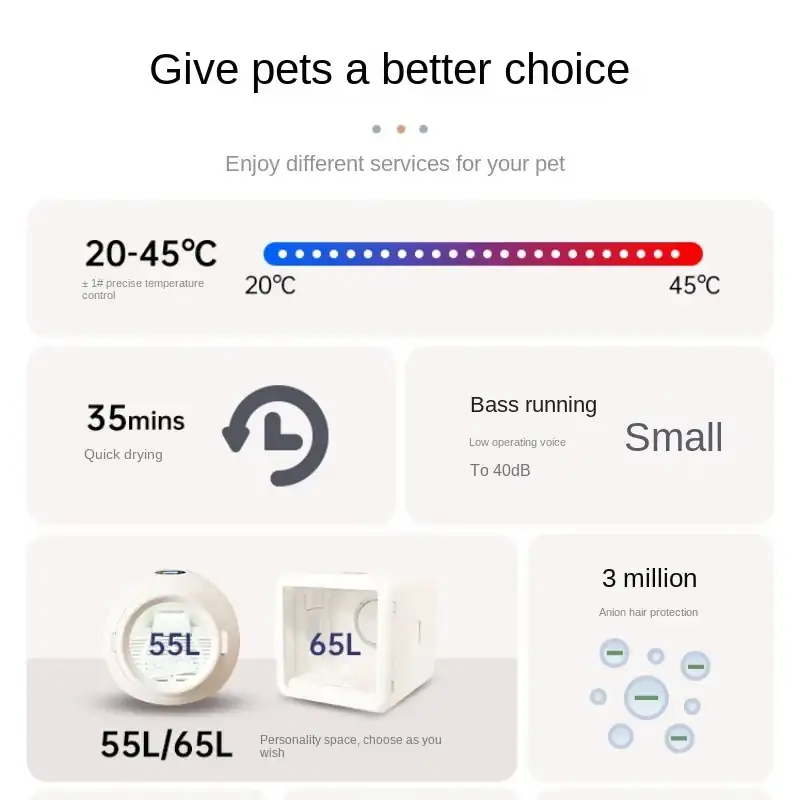 Give pets a better choice
Enjoy different services for your pet
20-45℃
± 1# precise temperature
control
20℃
45℃
35mins
Quick drying
Bass running
Low operating voice
To 40dB
Small
55L
65L
55L/65L
Personality space, choose as you
wish
3 million
Anion hair protection